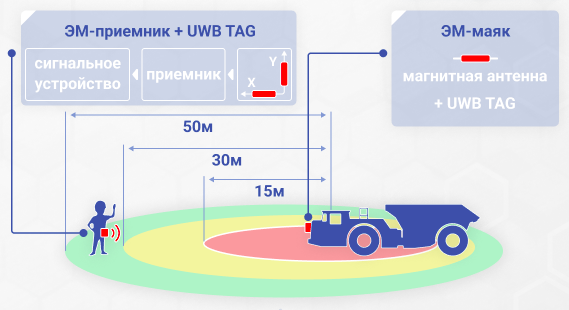 ЭМ-приемник + UWB TAG
сигнальное
устройство
приемник
Y
X
ЭМ-маяк
магнитная антенна
+ UWB TAG
50м
30м
15м